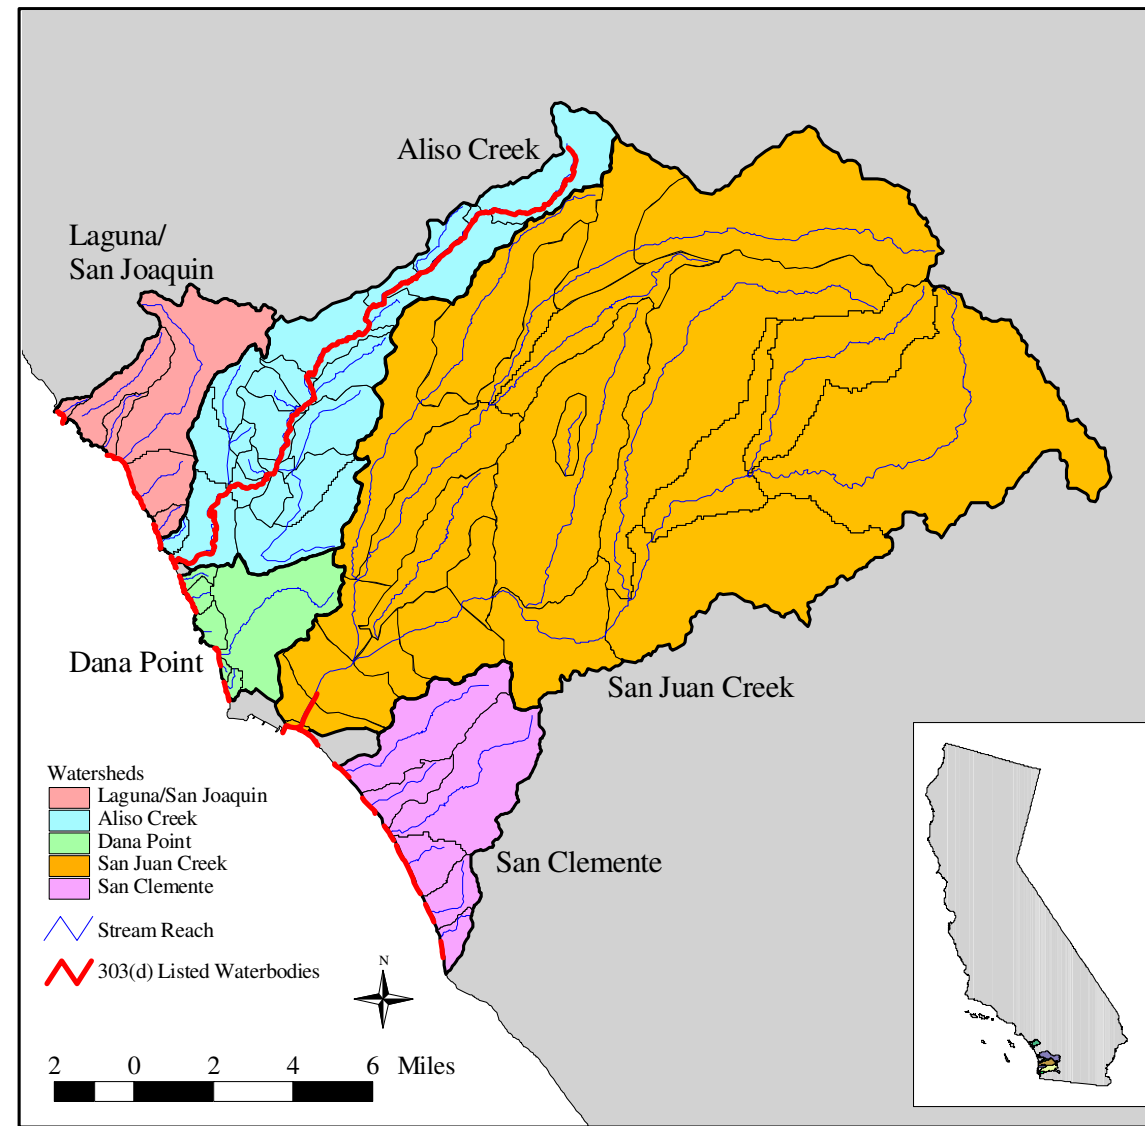 Aliso Creek
Laguna/
San Joaquin
Dana Point
San Juan Creek
San Clemente
Watersheds
Laguna/San Joaquin
Aliso Creek
Dana Point
San Juan Creek
San Clemente
Stream Reach
303(d) Listed Waterbodies
N
2 0 2 4 6 Miles